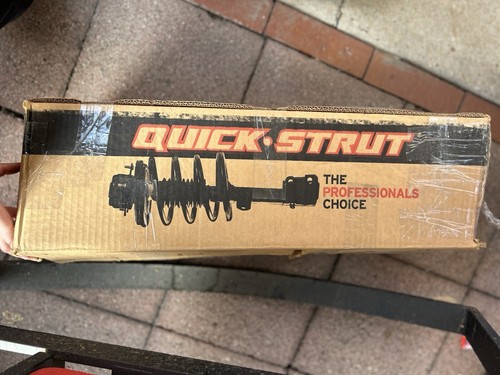 QUICK·STRUT
THE
PROFESSIONALS
CHOICE